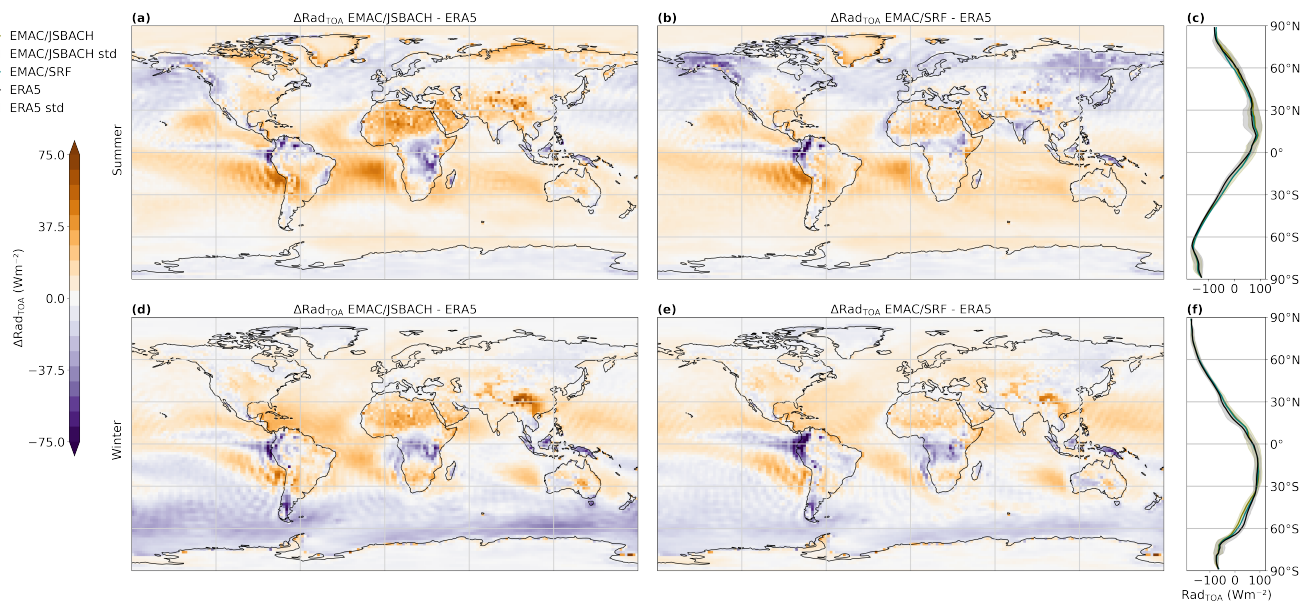 EMAC/JSBACH
EMAC/JSBACH std
EMAC/SRF
ERA5
ERA5 std
75.0
37.5
0.0
−37.5
−75.0
ΔRad_TOA (Wm⁻²)
Summer
(a)
ΔRad_TOA EMAC/JSBACH - ERA5
(b)
ΔRad_TOA EMAC/SRF - ERA5
(c)
90°N
60°N
30°N
0°
30°S
60°S
90°S
−100 0 100
Winter
(d)
ΔRad_TOA EMAC/JSBACH - ERA5
(e)
ΔRad_TOA EMAC/SRF - ERA5
(f)
90°N
60°N
30°N
0°
30°S
60°S
90°S
−100 0 100
Rad_TOA (Wm⁻²)